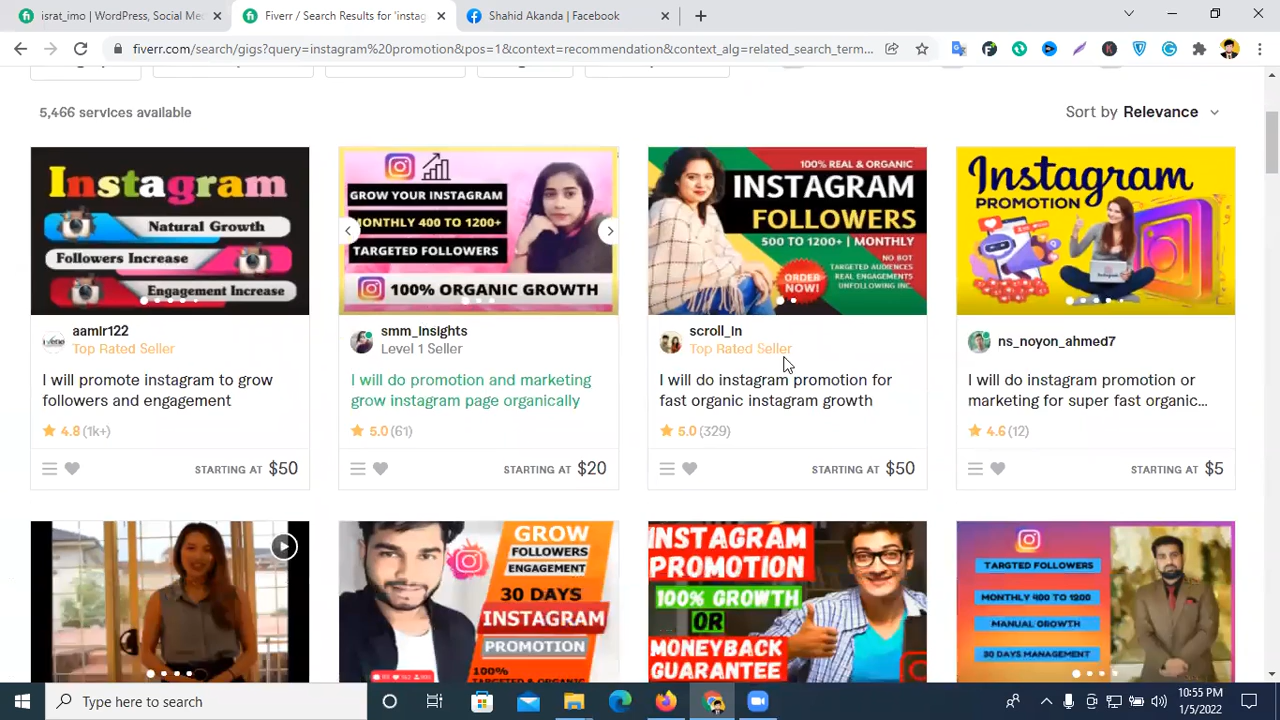 israt_imo | WordPress, Social Me
Fiverr / Search Results for 'instag
Shahid Akanda | Facebook
fiverr.com/search/gigs?query=instagram%20promotion&pos=1&context=recommendation&context_alg=related_search_term...
5,466 services available
Sort by Relevance
Instagram
Natural Growth
Followers Increase
Engagement Increase
GROW YOUR INSTAGRAM
MONTHLY 400 TO 1200+
TARGETED FOLLOWERS
100% ORGANIC GROWTH
100% REAL & ORGANIC
INSTAGRAM
FOLLOWERS
500 TO 1200+ | MONTHLY
NO BOT
TARGETED AUDIENCES
REAL ENGAGEMENTS
UNFOLLOWING INC.
ORDER
NOW!
Instagram
PROMOTION
aamir122
Top Rated Seller
smm_insights
Level 1 Seller
scroll_in
Top Rated Seller
ns_noyon_ahmed7
I will promote instagram to grow
followers and engagement
I will do promotion and marketing
grow instagram page organically
I will do instagram promotion for
fast organic instagram growth
I will do instagram promotion or
marketing for super fast organic...
4.8 (1k+)
5.0 (61)
5.0 (329)
4.6 (12)
STARTING AT $50
STARTING AT $20
STARTING AT $50
STARTING AT $5
GROW
FOLLOWERS
ENGAGEMENT
30 DAYS
INSTAGRAM
PROMOTION
100%
INSTAGRAM
PROMOTION
100% GROWTH
OR
MONEYBACK
GUARANTEE
TARGTED FOLLOWERS
MONTHLY 400 TO 1200
MANUAL GROWTH
30 DAYS MANAGEMENT
Type here to search
10:55 PM
1/5/2022